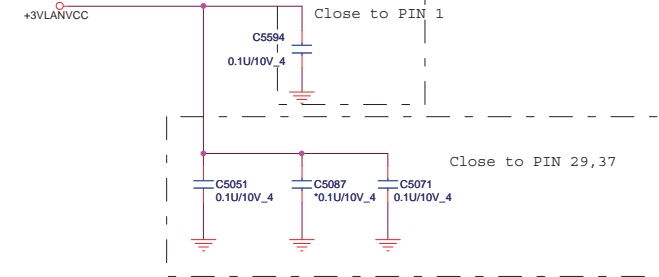 +3VLANVCC
Close to PIN 1
C5594
0.1U/10V_4
Close to PIN 29,37
C5051
0.1U/10V_4
C5087
*0.1U/10V_4
C5071
0.1U/10V_4